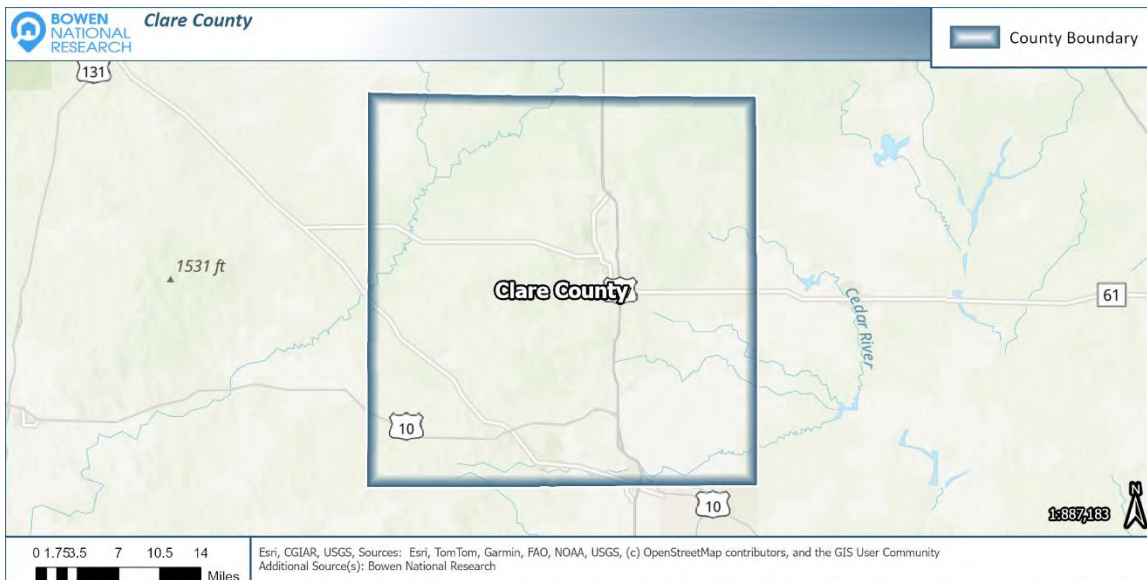 BOWEN
NATIONAL
RESEARCH
Clare County
County Boundary
131
1531 ft
Clare County
61
Cedar River
10
10
N
1:887,183
0 1.753.5 7 10.5 14
Miles
Esri, CGIAR, USGS, Sources: Esri, TomTom, Garmin, FAO, NOAA, USGS, (c) OpenStreetMap contributors, and the GIS User Community
Additional Source(s): Bowen National Research